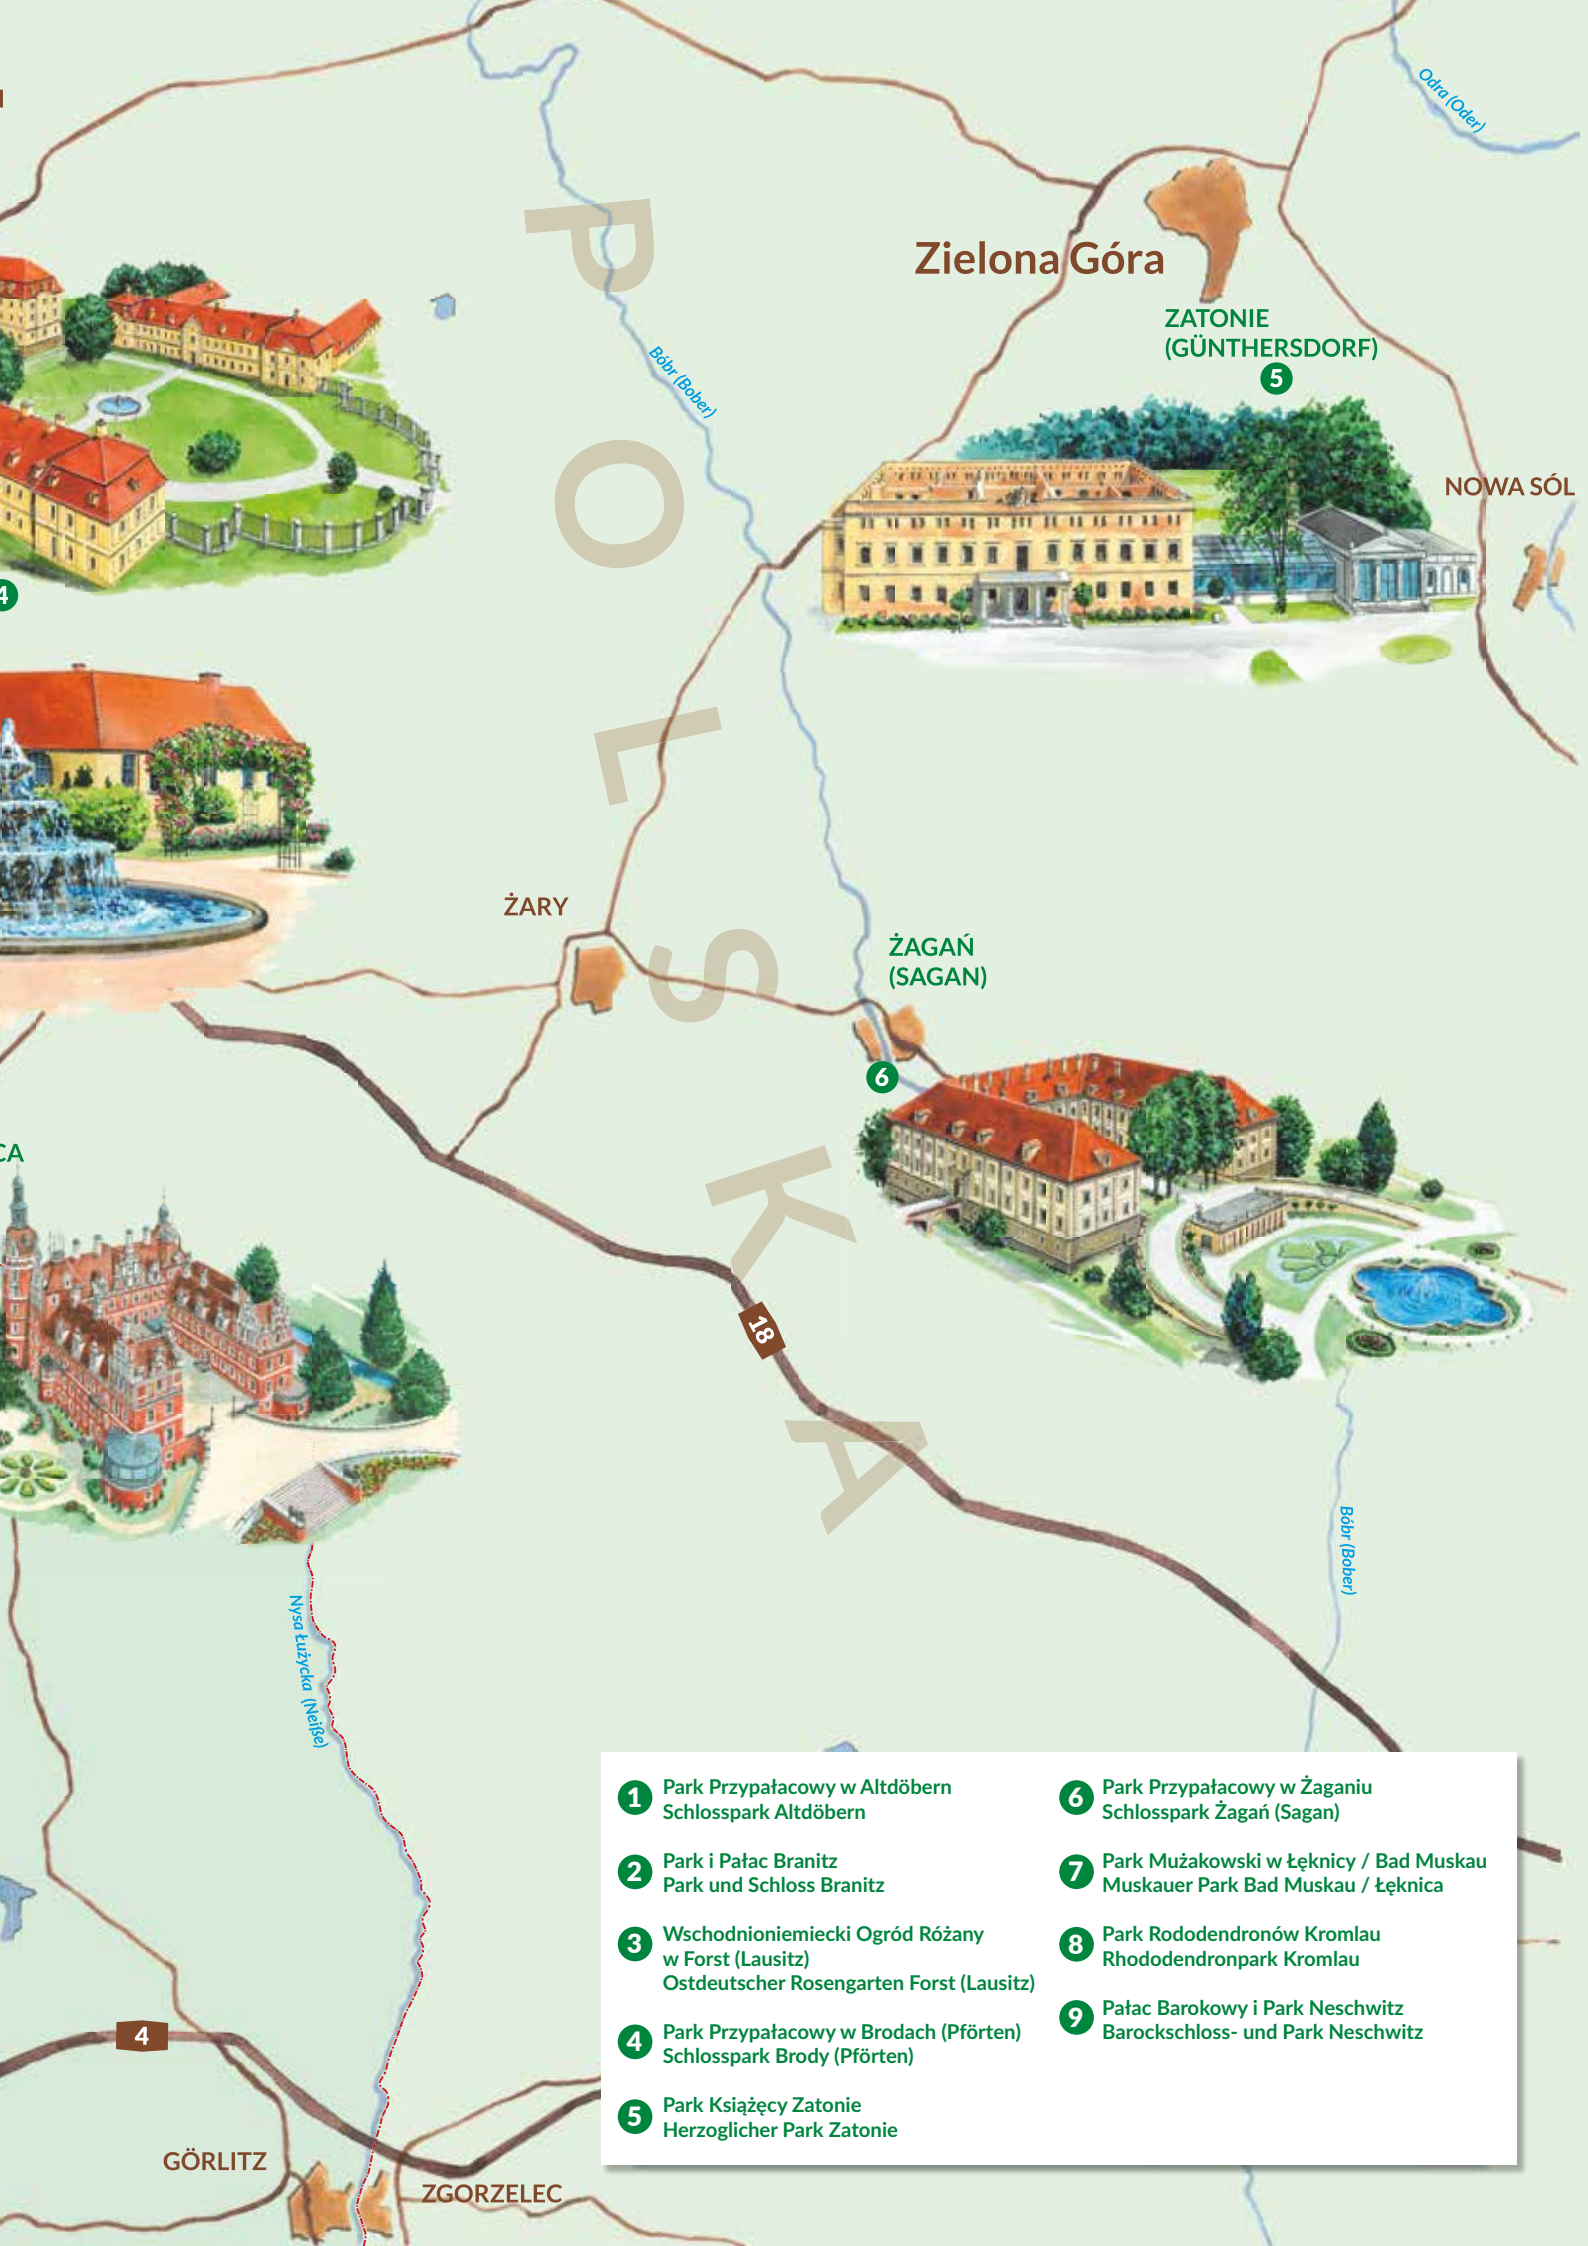 Odra (Oder)
POLSKA
Zielona Góra
ZATONIE
(GÜNTHERSDORF)
5
Bóbr (Bober)
NOWA SÓL
4
ŻARY
ŻAGAŃ
(SAGAN)
6
CA
18
Bóbr (Bober)
Nysa Łużycka (Neiße)
4
GÖRLITZ
ZGORZELEC
1 Park Przypałacowy w Altdöbern
Schlosspark Altdöbern
2 Park i Pałac Branitz
Park und Schloss Branitz
3 Wschodnioniemiecki Ogród Różany
w Forst (Lausitz)
Ostdeutscher Rosengarten Forst (Lausitz)
4 Park Przypałacowy w Brodach (Pförten)
Schlosspark Brody (Pförten)
5 Park Książęcy Zatonie
Herzoglicher Park Zatonie
6 Park Przypałacowy w Żaganiu
Schlosspark Żagań (Sagan)
7 Park Mużakowski w Łęknicy / Bad Muskau
Muskauer Park Bad Muskau / Łęknica
8 Park Rododendronów Kromlau
Rhododendronpark Kromlau
9 Pałac Barokowy i Park Neschwitz
Barockschloss- und Park Neschwitz